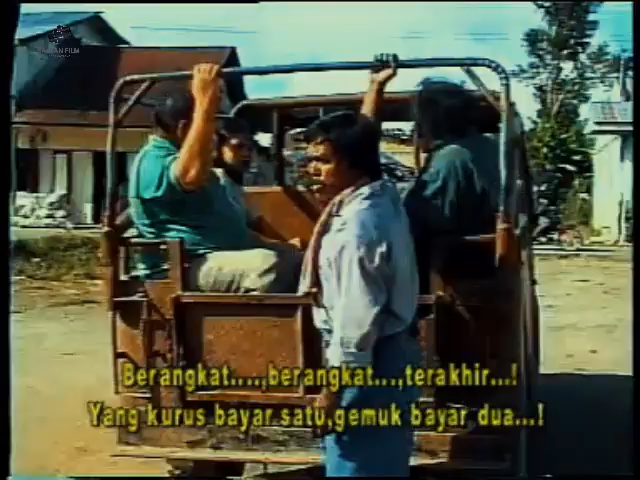 Berangkat....,berangkat....,terakhir...!
Yang kurus bayar satu,gemuk bayar dua...!